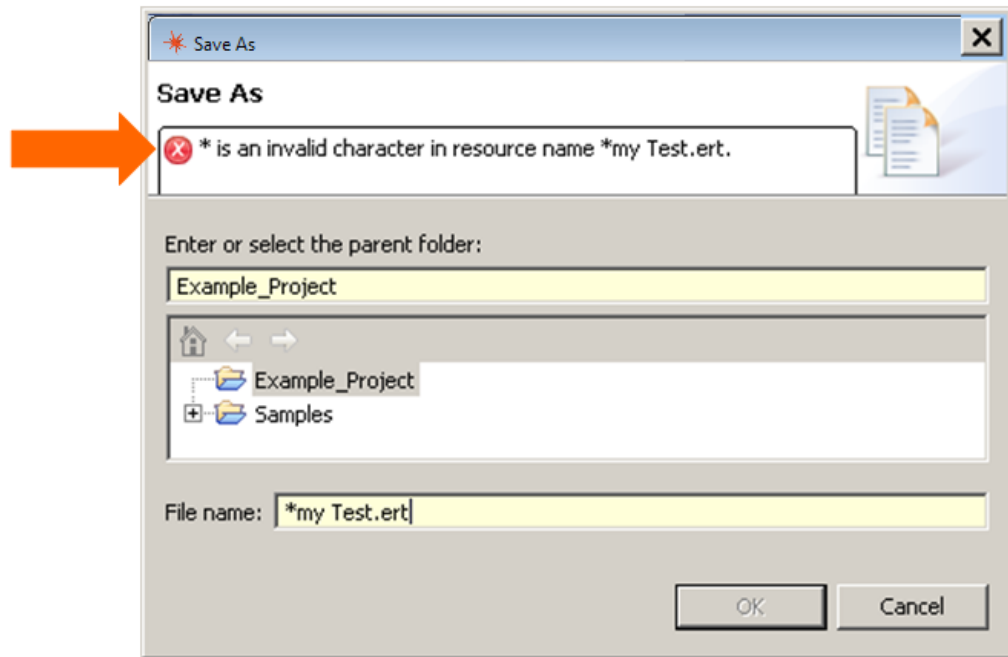 Save As
Save As
* is an invalid character in resource name *my Test.ert.
Enter or select the parent folder:
Example_Project
Example_Project
Samples
File name: *my Test.ert
OK Cancel